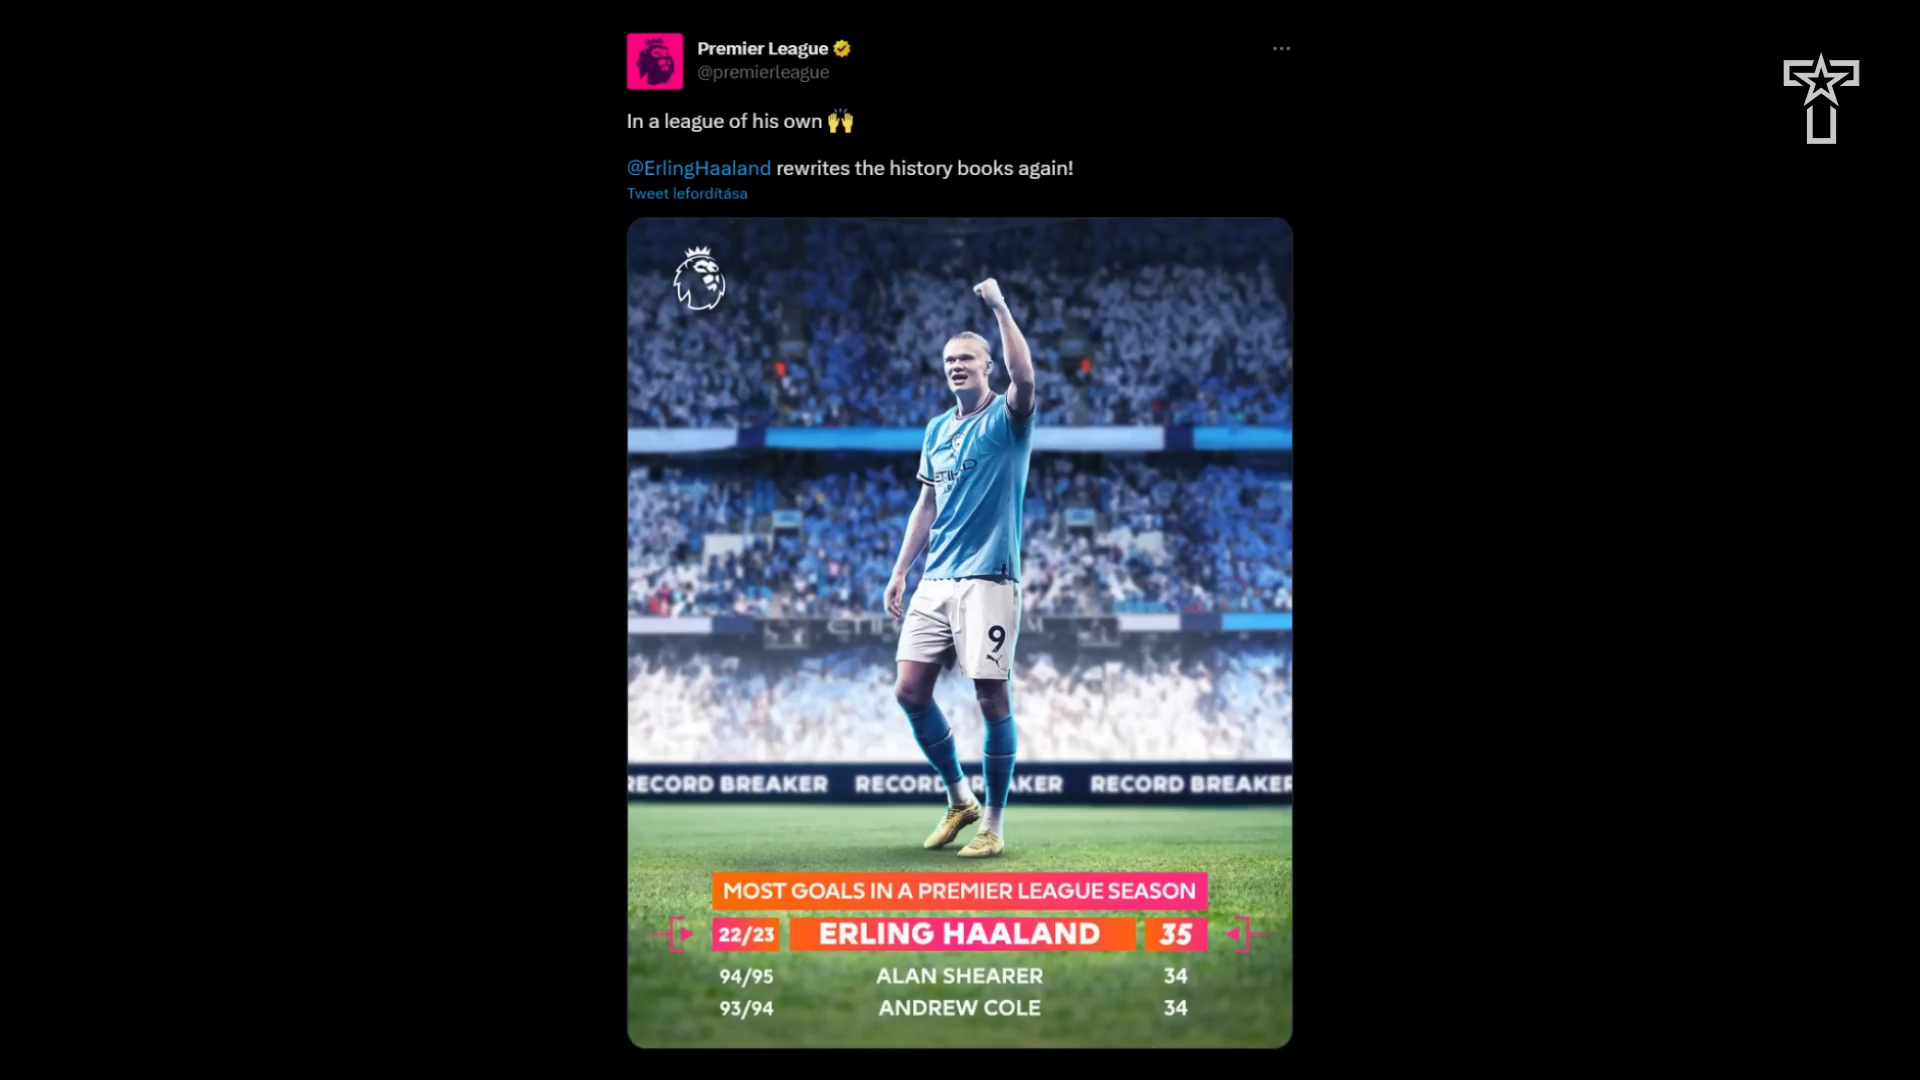 Premier League
@premierleague
In a league of his own 🙌
@ErlingHaaland rewrites the history books again!
Tweet lefordítása
ETIHAD
9
RECORD BREAKER RECORD BREAKER RECORD BREAKER
MOST GOALS IN A PREMIER LEAGUE SEASON
22/23 ERLING HAALAND 35
94/95 ALAN SHEARER 34
93/94 ANDREW COLE 34